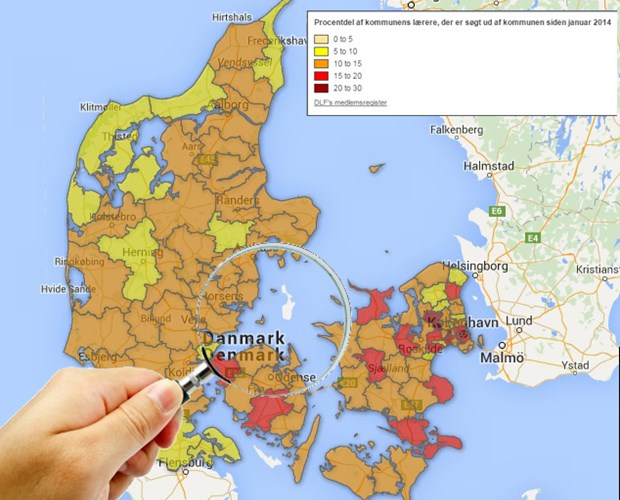 Procentdel af kommunens lærere, der er søgt ud af kommunen siden januar 2014
0 to 5
5 to 10
10 to 15
15 to 20
20 to 30
DLF's medlemsregister
Hirtshals
Frederikshav
Vendsyssel
Klitmøller
Aalborg
Thisted
Aars
E45
Falkenberg
Halmstad
Randers
Holstebro
E6
E4
Herning
Ringkøbing
Helsingborg
Kristians
Hvide Sande
Horsens
Billund
Vejle
København
Lund
Danmark
Denmark
Roskilde
Malmö
Esbjerg
Kolding
Odense
Sjælland
Ystad
E20
Flensburg